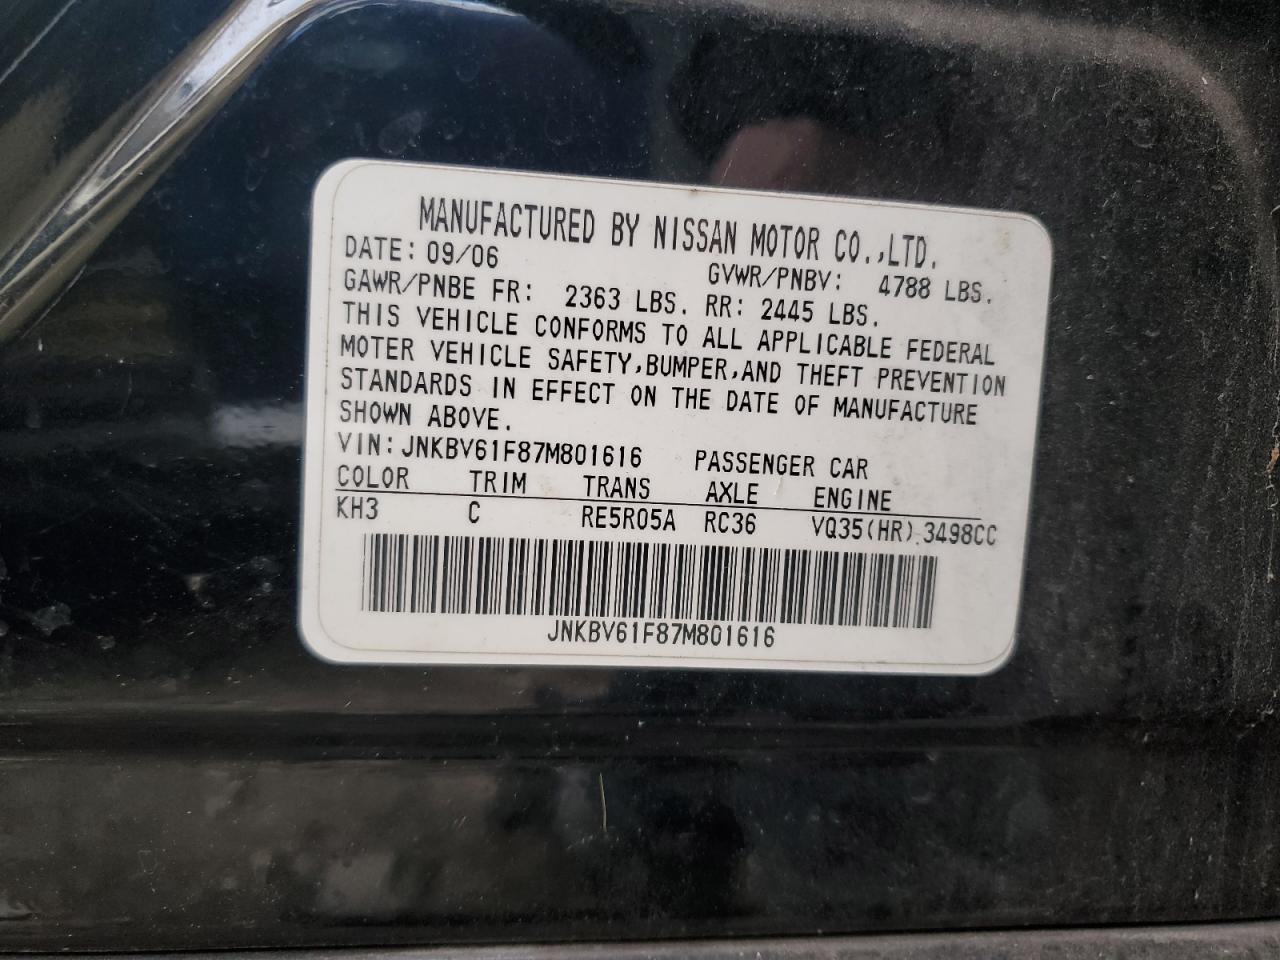 MANUFACTURED BY NISSAN MOTOR CO.,LTD.
DATE: 09/06 GVWR/PNBV: 4788 LBS.
GAWR/PNBE FR: 2363 LBS. RR: 2445 LBS.
THIS VEHICLE CONFORMS TO ALL APPLICABLE FEDERAL
MOTER VEHICLE SAFETY,BUMPER,AND THEFT PREVENTION
STANDARDS IN EFFECT ON THE DATE OF MANUFACTURE
SHOWN ABOVE.
VIN: JNKBV61F87M801616 PASSENGER CAR
COLOR TRIM TRANS AXLE ENGINE
KH3 C RE5R05A RC36 VQ35(HR).3498CC
JNKBV61F87M801616